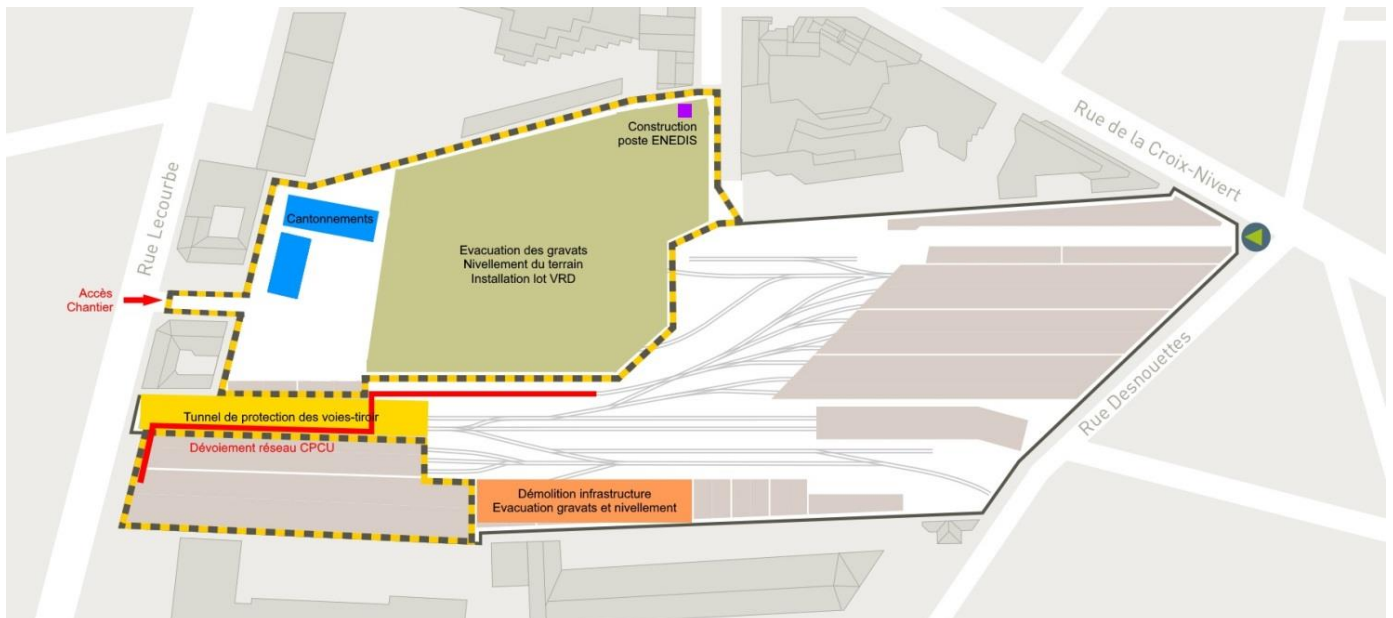 Construction
poste ENEDIS
Rue de la Croix-Nivert
Rue Lecourbe
Cantonnements
Evacuation des gravats
Nivellement du terrain
Installation lot VRD
Accès
Chantier
Rue Desnouettes
Tunnel de protection des voies-tiroir
Dévoiement réseau CPCU
Démolition infrastructure
Evacuation gravats et nivellement